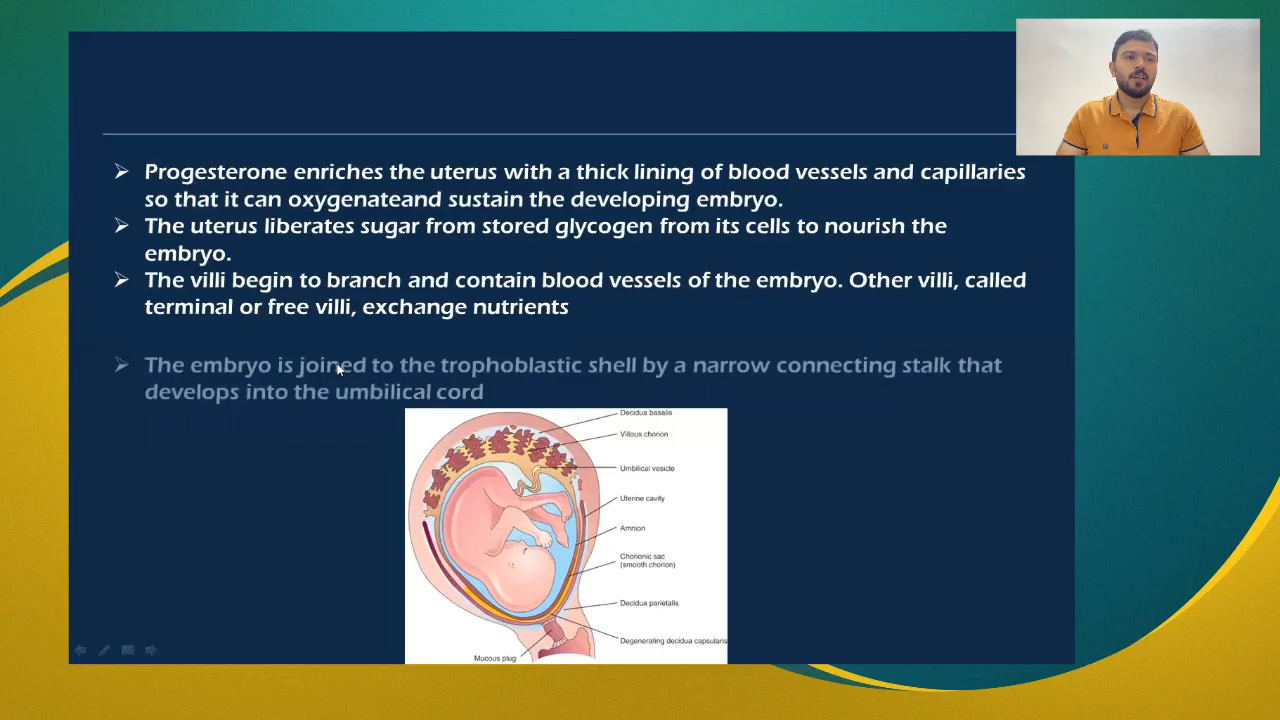 Progesterone enriches the uterus with a thick lining of blood vessels and capillaries
so that it can oxygenateand sustain the developing embryo.
The uterus liberates sugar from stored glycogen from its cells to nourish the
embryo.
The villi begin to branch and contain blood vessels of the embryo. Other villi, called
terminal or free villi, exchange nutrients
The embryo is joined to the trophoblastic shell by a narrow connecting stalk that
develops into the umbilical cord
Decidua basalis
Villous chorion
Umbilical vesicle
Uterine cavity
Amnion
Chorionic sac
(smooth chorion)
Decidua parietalis
Degenerating decidua capsularis
Mucous plug